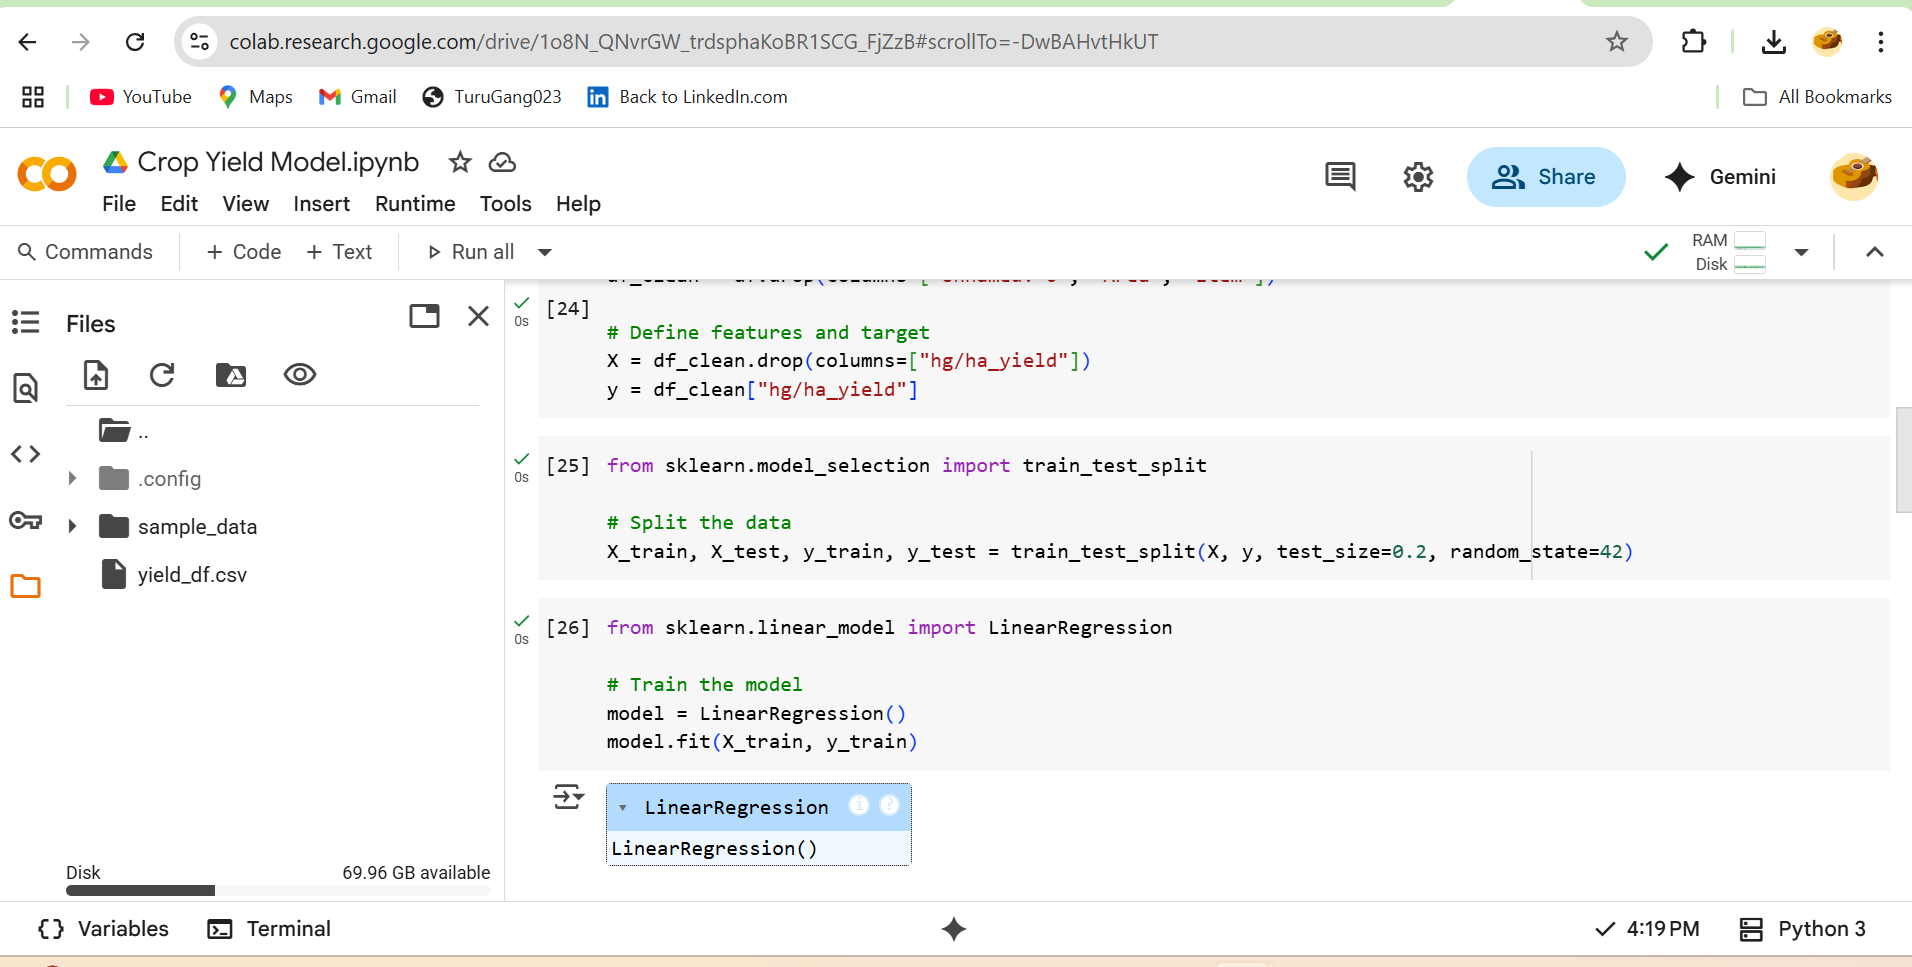 colab.research.google.com/drive/1o8N_QNvrGW_trdsphaKoBR1SCG_FjZzB#scrollTo=-DwBAHvtHkUT
YouTube Maps Gmail TuruGang023 Back to LinkedIn.com All Bookmarks
Crop Yield Model.ipynb
File Edit View Insert Runtime Tools Help
Share Gemini
Commands + Code + Text Run all
RAM
Disk
Files
..
.config
sample_data
yield_df.csv
Disk 69.96 GB available
0s
[24]
# Define features and target
X = df_clean.drop(columns=["hg/ha_yield"])
y = df_clean["hg/ha_yield"]
0s
[25] from sklearn.model_selection import train_test_split
# Split the data
X_train, X_test, y_train, y_test = train_test_split(X, y, test_size=0.2, random_state=42)
0s
[26] from sklearn.linear_model import LinearRegression
# Train the model
model = LinearRegression()
model.fit(X_train, y_train)
LinearRegression i ?
LinearRegression()
Variables Terminal 4:19 PM Python 3